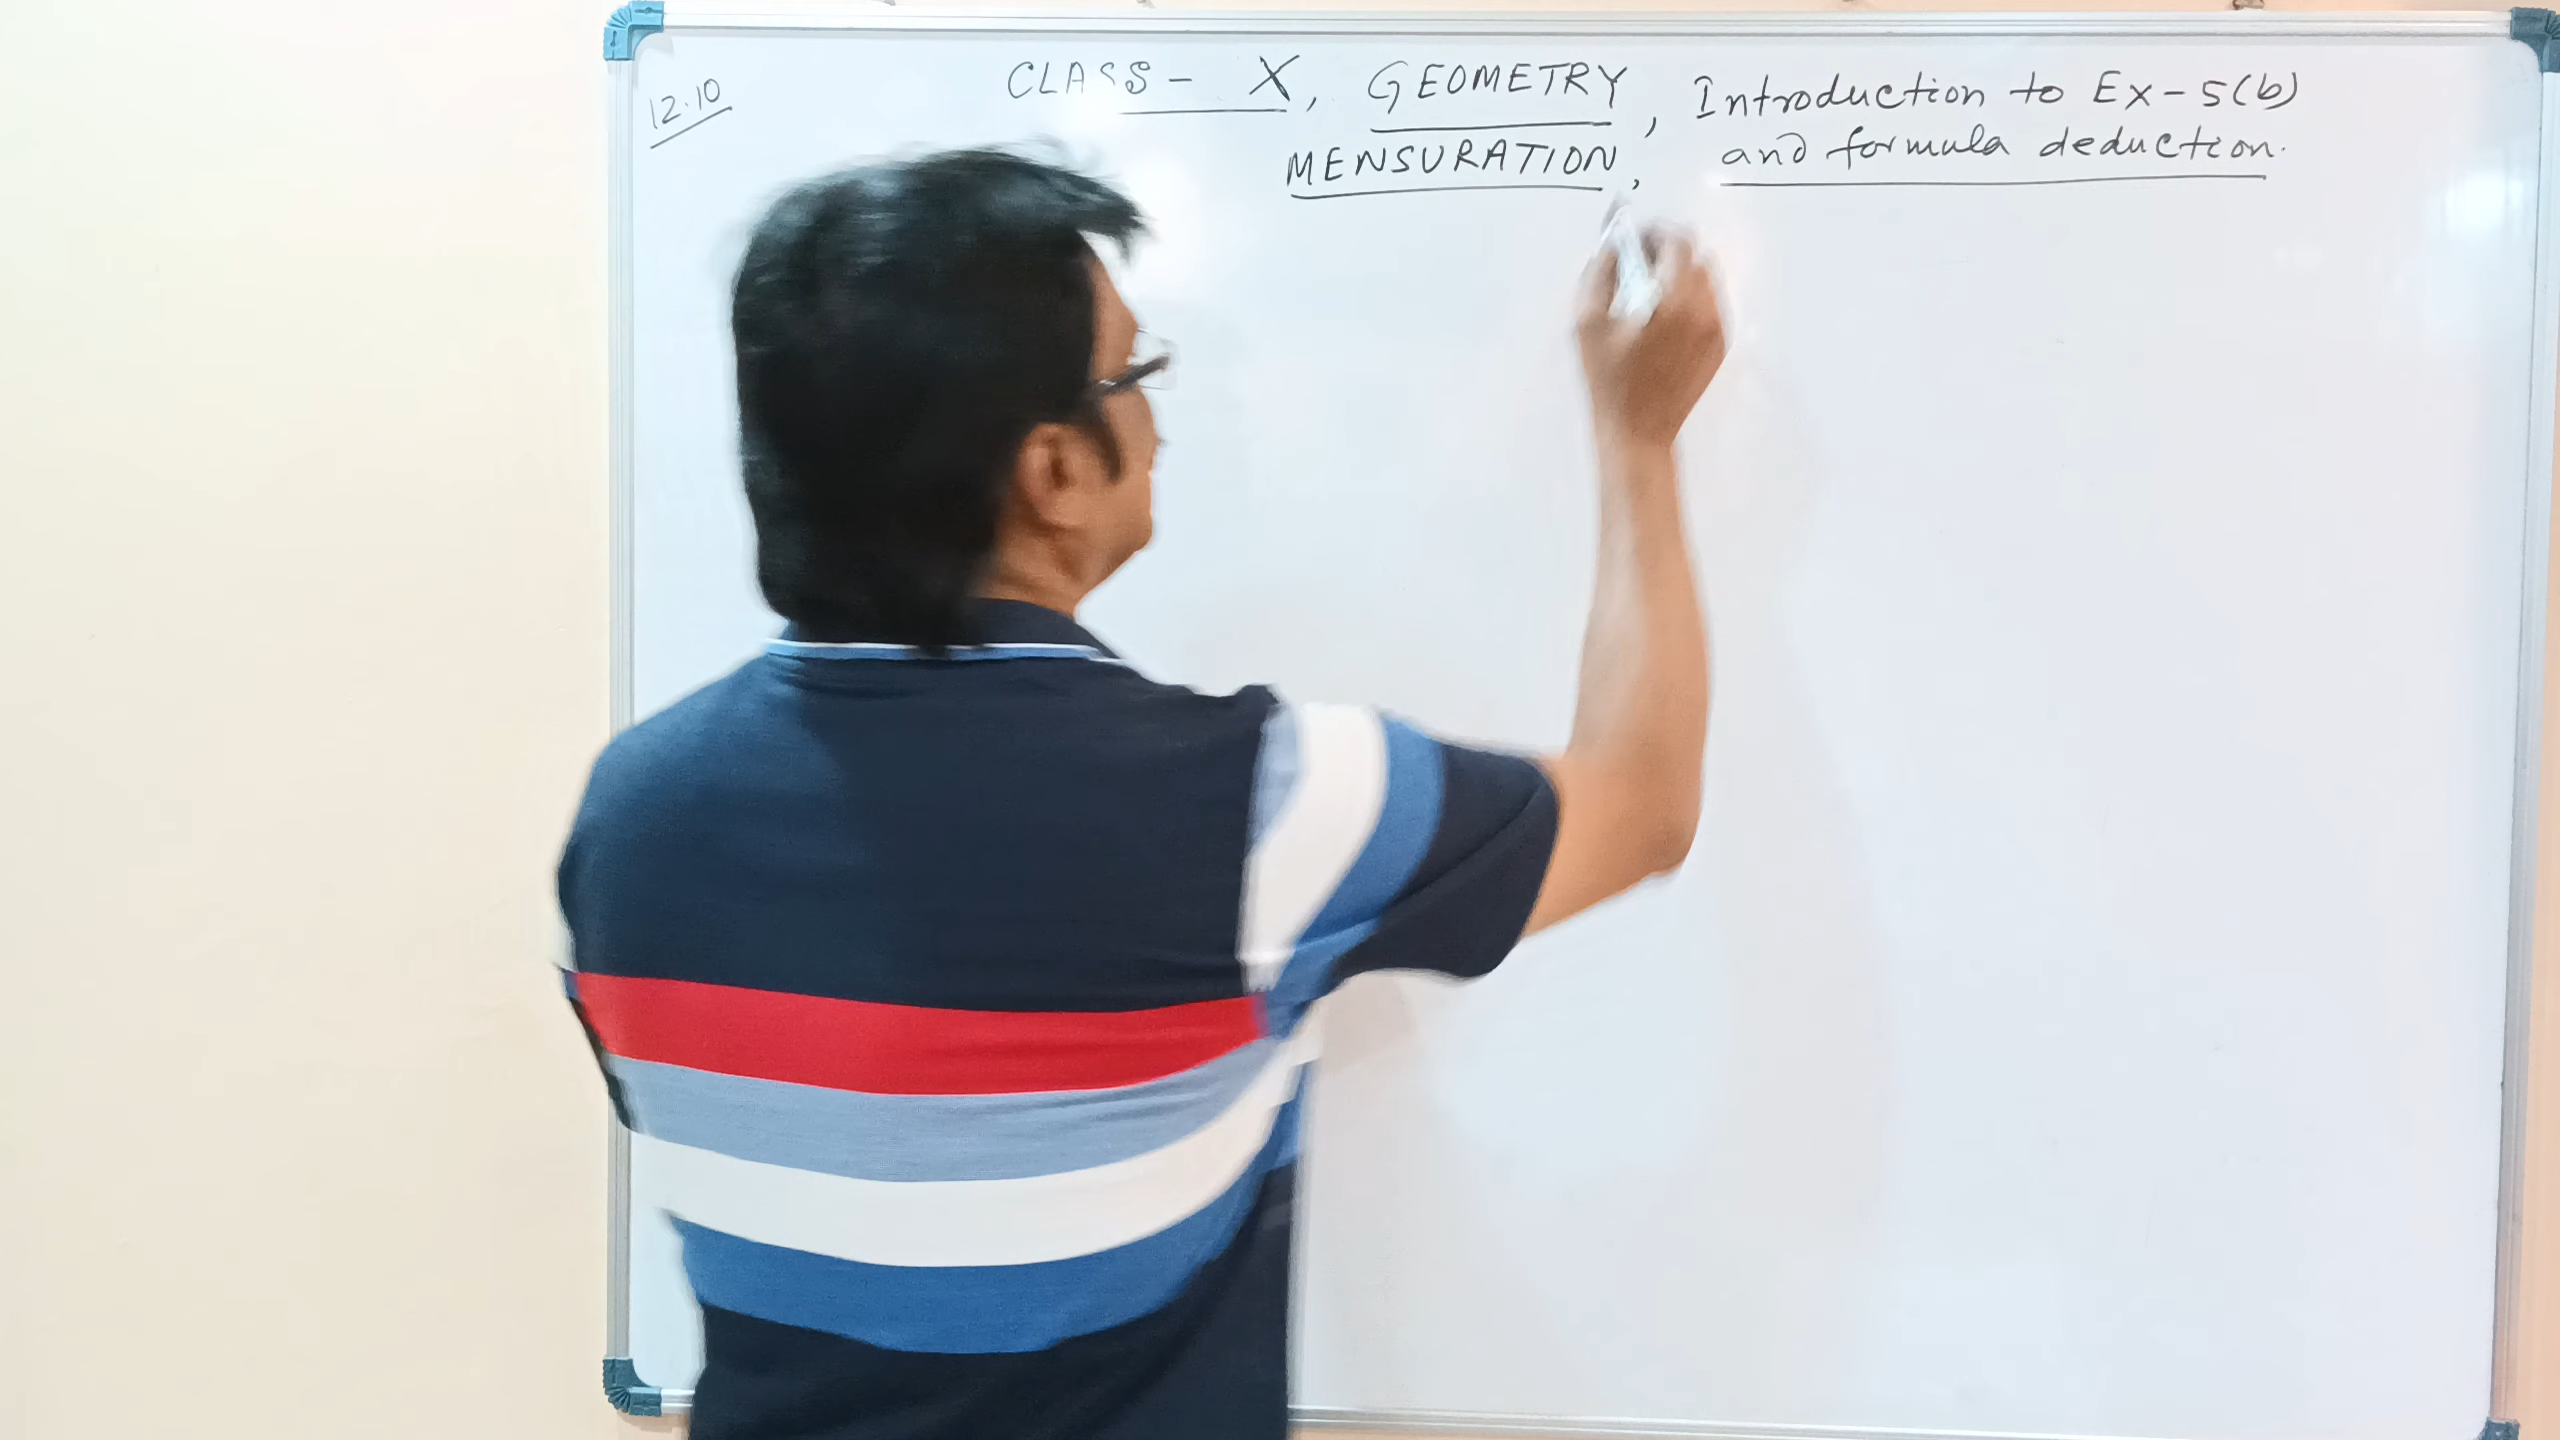 12.10
CLASS - X, GEOMETRY, Introduction to Ex-5(b)
MENSURATION, and formula deduction.